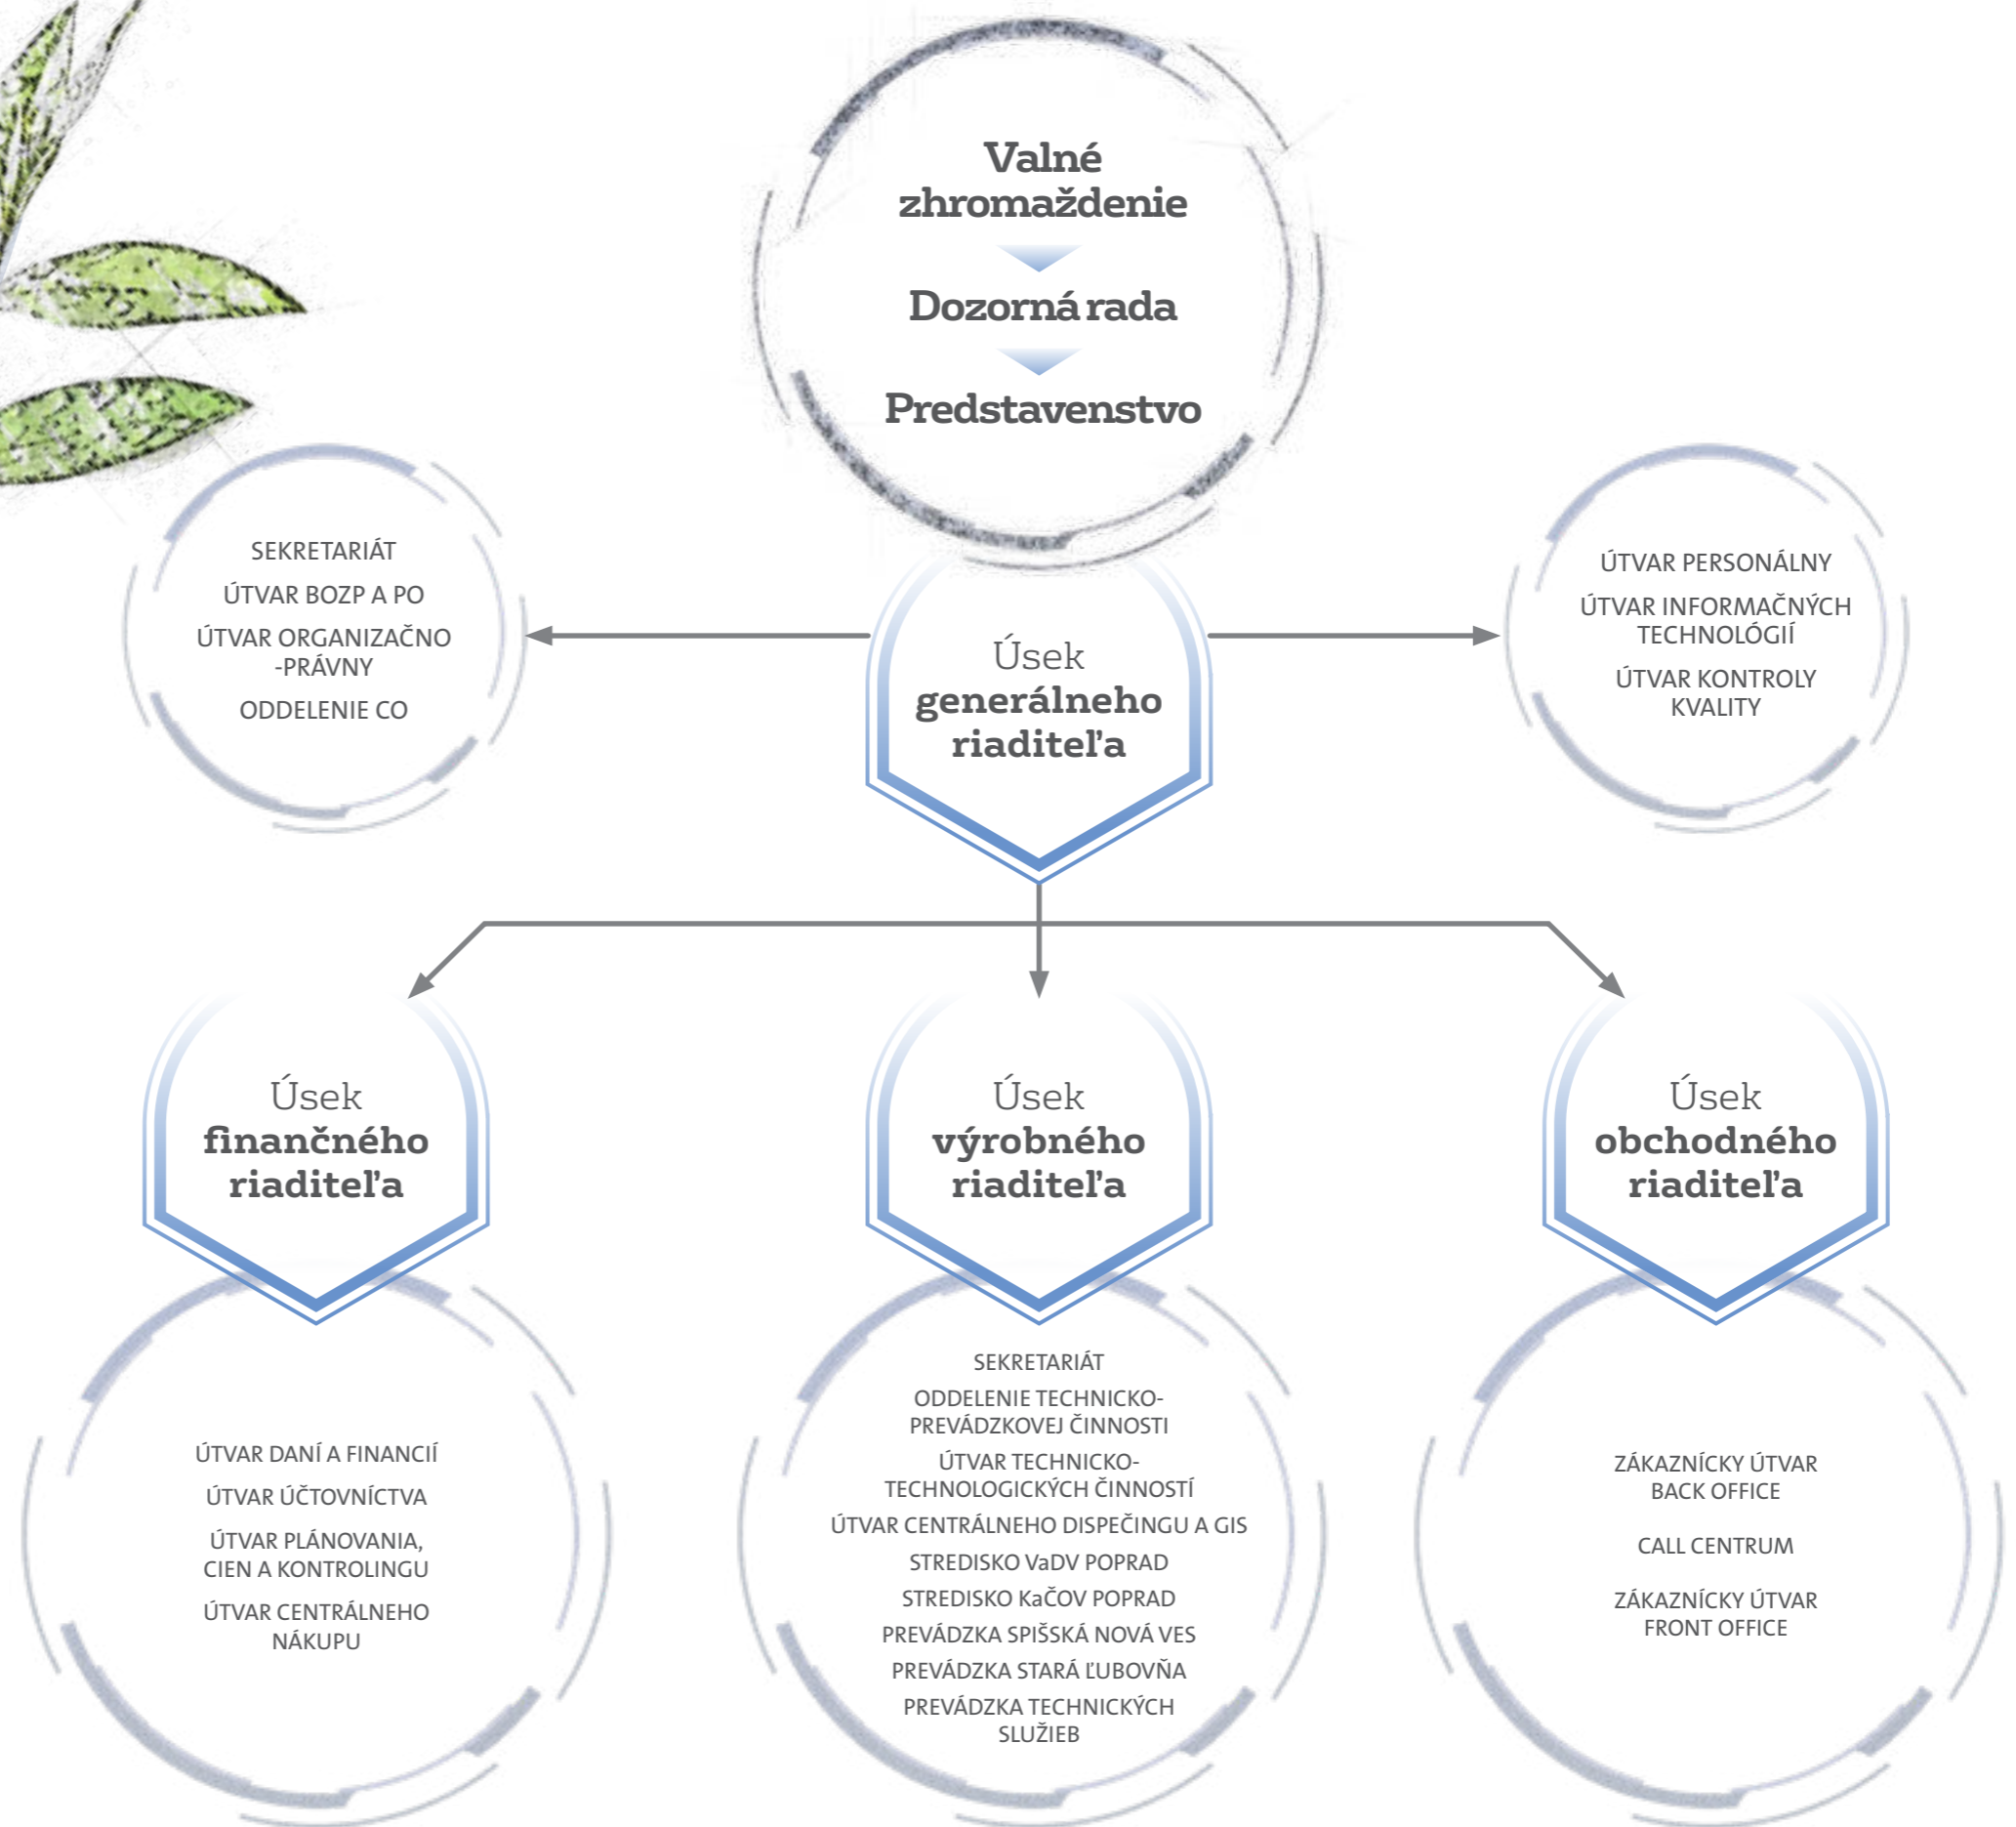 Valné
zhromaždenie
Dozorná rada
Predstavenstvo
SEKRETARIÁT
ÚTVAR BOZP A PO
ÚTVAR ORGANIZAČNO
-PRÁVNY
ODDELENIE CO
Úsek
generálneho
riaditeľa
ÚTVAR PERSONÁLNY
ÚTVAR INFORMAČNÝCH
TECHNOLÓGIÍ
ÚTVAR KONTROLY
KVALITY
Úsek
finančného
riaditeľa
ÚTVAR DANÍ A FINANCIÍ
ÚTVAR ÚČTOVNÍCTVA
ÚTVAR PLÁNOVANIA,
CIEN A KONTROLINGU
ÚTVAR CENTRÁLNEHO
NÁKUPU
Úsek
výrobného
riaditeľa
SEKRETARIÁT
ODDELENIE TECHNICKO-
PREVÁDZKOVEJ ČINNOSTI
ÚTVAR TECHNICKO-
TECHNOLOGICKÝCH ČINNOSTÍ
ÚTVAR CENTRÁLNEHO DISPEČINGU A GIS
STREDISKO VaDV POPRAD
STREDISKO KaČOV POPRAD
PREVÁDZKA SPIŠSKÁ NOVÁ VES
PREVÁDZKA STARÁ ĽUBOVŇA
PREVÁDZKA TECHNICKÝCH
SLUŽIEB
Úsek
obchodného
riaditeľa
ZÁKAZNÍCKY ÚTVAR
BACK OFFICE
CALL CENTRUM
ZÁKAZNÍCKY ÚTVAR
FRONT OFFICE